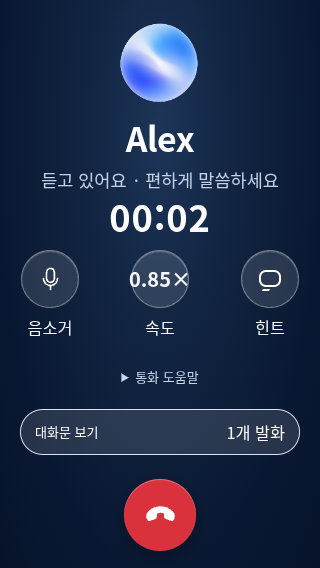 Alex
듣고 있어요 · 편하게 말씀하세요
00:02
0.85×
음소거
속도
힌트
▶ 통화 도움말
대화문 보기
1개 발화